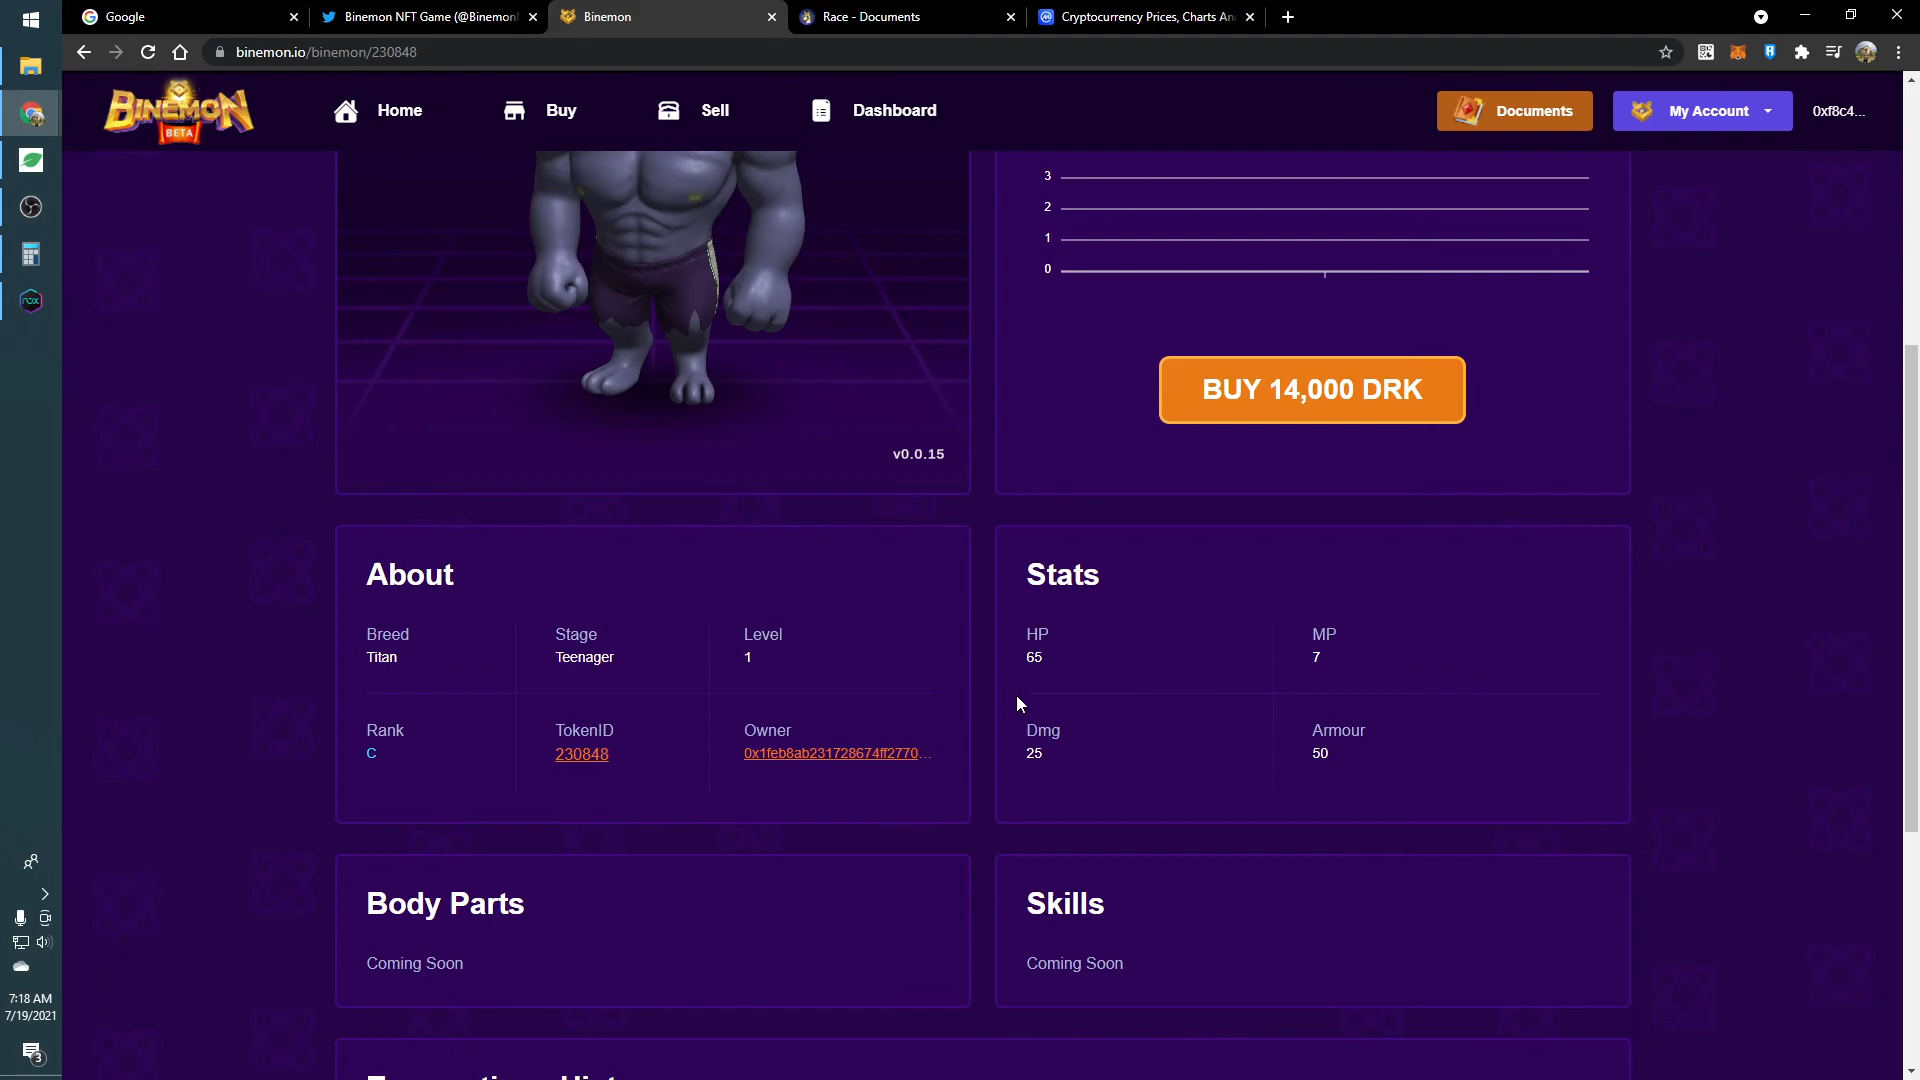 Google
Binemon NFT Game (@Binemon
Binemon
Race - Documents
Cryptocurrency Prices, Charts An
binemon.io/binemon/230848
BINEMON
BETA
Home
Buy
Sell
Dashboard
Documents
My Account
0xf8c4...
3
2
1
0
BUY 14,000 DRK
v0.0.15
About
Breed
Stage
Level
Titan
Teenager
1
Rank
TokenID
Owner
C
230848
0x1feb8ab231728674ff2770...
Stats
HP
MP
65
7
Dmg
Armour
25
50
Body Parts
Coming Soon
Skills
Coming Soon
nox
7:18 AM
7/19/2021
3